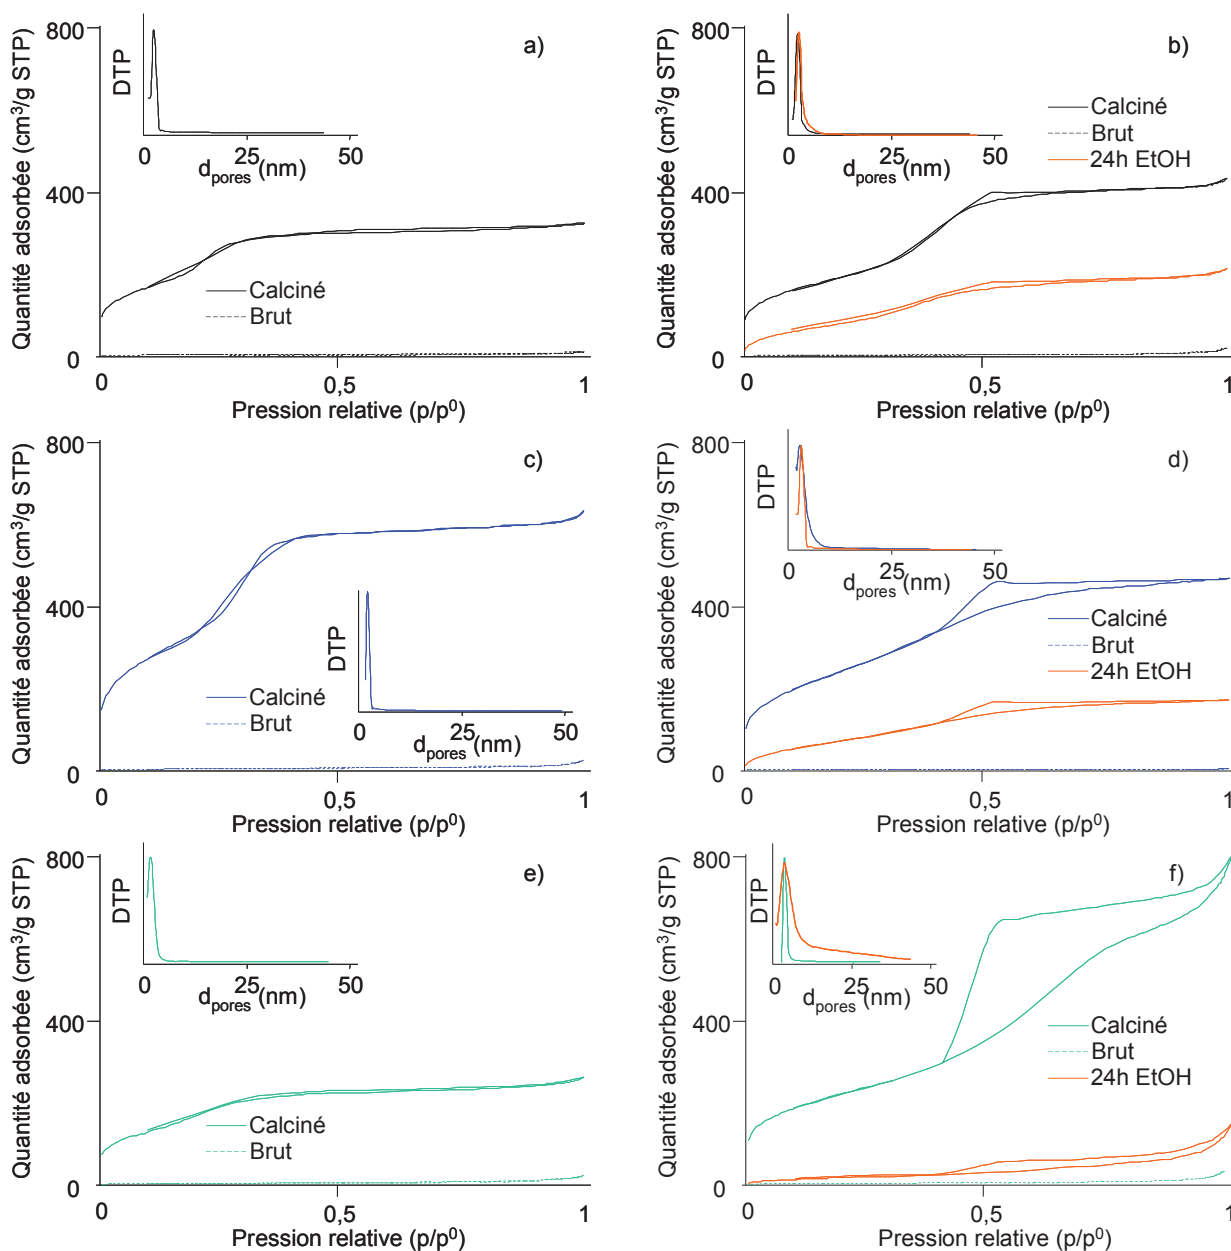 800
a)
DTP
0
25
50
d_pores (nm)
Quantité adsorbée (cm³/g STP)
400
Calciné
Brut
0
0
0,5
1
Pression relative (p/p⁰)
800
b)
DTP
0
25
50
d_pores (nm)
Calciné
Brut
24h EtOH
Quantité adsorbée (cm³/g STP)
400
0
0
0,5
1
Pression relative (p/p⁰)
800
c)
Quantité adsorbée (cm³/g STP)
400
DTP
0
25
50
d_pores (nm)
Calciné
Brut
0
0
0,5
1
Pression relative (p/p⁰)
800
d)
DTP
0
25
50
d_pores (nm)
Quantité adsorbée (cm³/g STP)
400
Calciné
Brut
24h EtOH
0
0
0,5
1
Pression relative (p/p⁰)
800
e)
DTP
0
25
50
d_pores (nm)
Quantité adsorbée (cm³/g STP)
400
Calciné
Brut
0
0
0,5
1
Pression relative (p/p⁰)
800
f)
DTP
0
25
50
d_pores (nm)
Quantité adsorbée (cm³/g STP)
400
Calciné
Brut
24h EtOH
0
0
0,5
1
Pression relative (p/p⁰)